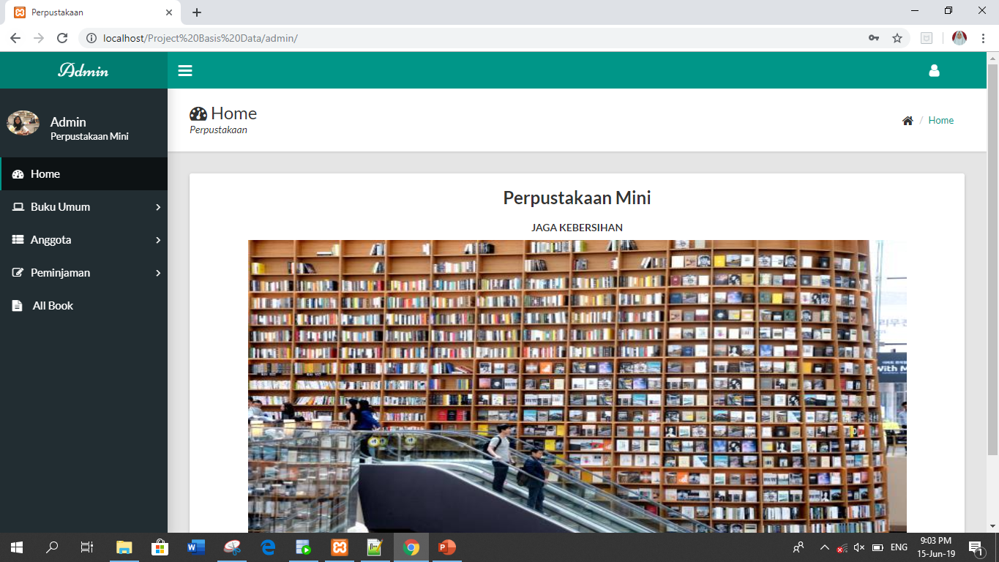 Perpustakaan
localhost/Project%20Basis%20Data/admin/
Admin
Admin
Perpustakaan Mini
Home
Buku Umum
Anggota
Peminjaman
All Book
Home
Perpustakaan
/ Home
Perpustakaan Mini
JAGA KEBERSIHAN
With M
ENG
9:03 PM
15-Jun-19
1